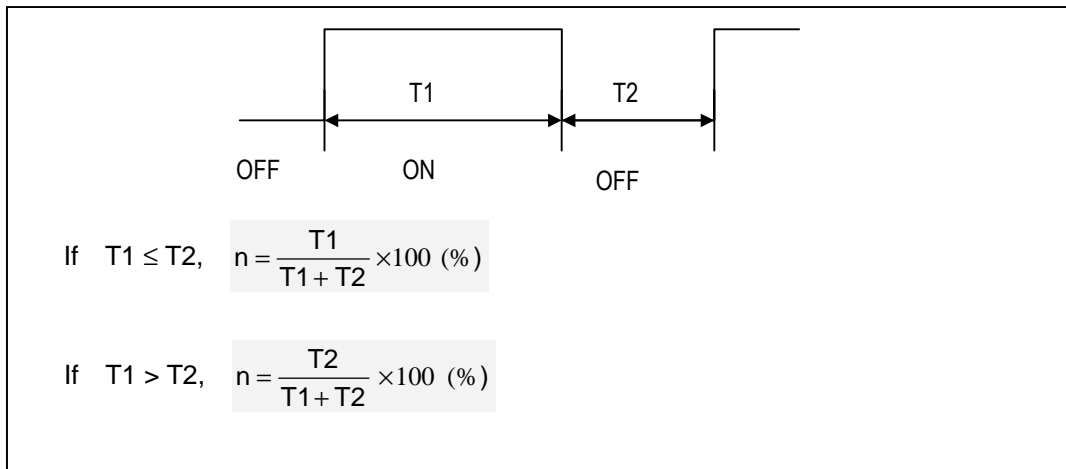 T1 T2
OFF ON OFF
If T1 ≤ T2, n = T1 / (T1 + T2) ×100 (%)
If T1 > T2, n = T2 / (T1 + T2) ×100 (%)